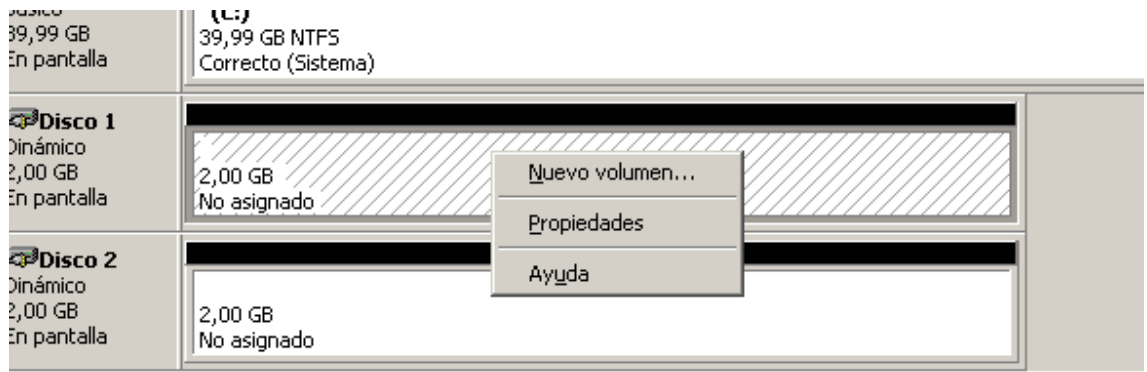 Básico
39,99 GB
En pantalla
(C:)
39,99 GB NTFS
Correcto (Sistema)
Disco 1
Dinámico
2,00 GB
En pantalla
2,00 GB
No asignado
Nuevo volumen...
Propiedades
Ayuda
Disco 2
Dinámico
2,00 GB
En pantalla
2,00 GB
No asignado